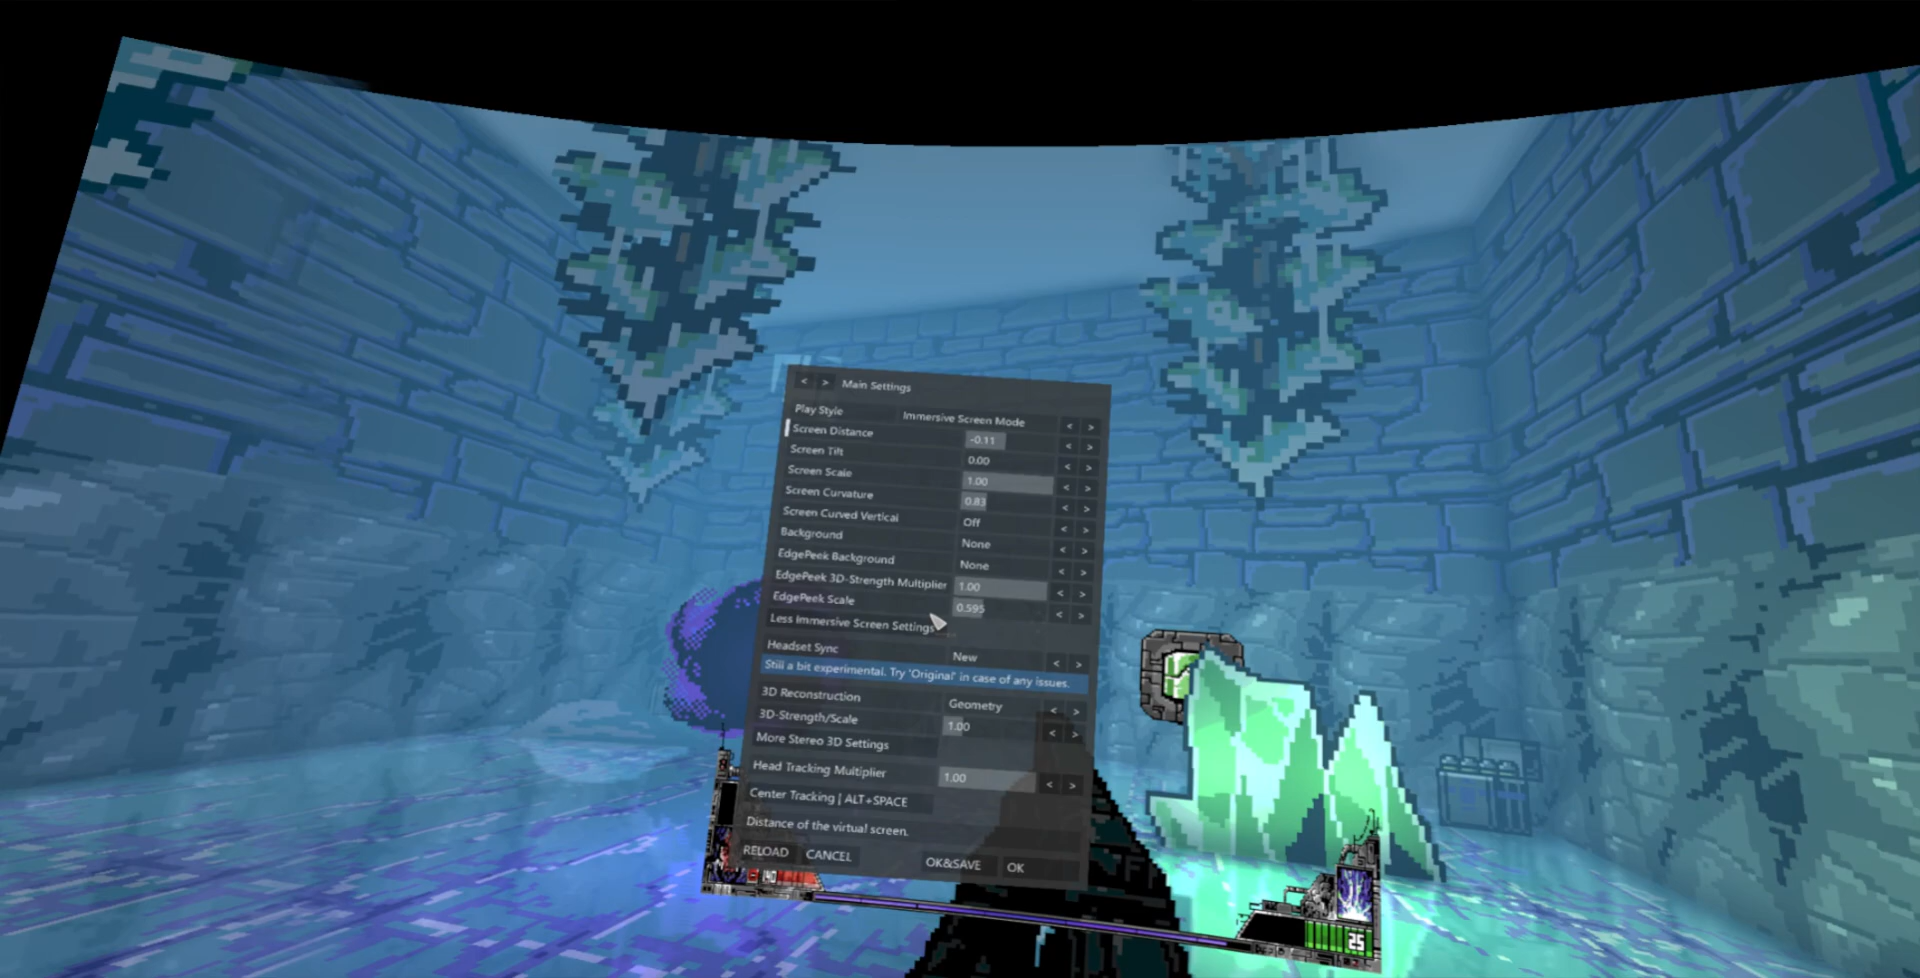 < > Main Settings
Play Style Immersive Screen Mode < >
Screen Distance -0.11 < >
Screen Tilt 0.00 < >
Screen Scale 1.00 < >
Screen Curvature 0.83 < >
Screen Curved Vertical Off < >
Background None < >
EdgePeek Background None < >
EdgePeek 3D-Strength Multiplier 1.00 < >
EdgePeek Scale 0.595 < >
Less Immersive Screen Settings
Headset Sync New < >
Still a bit experimental. Try 'Original' in case of any issues.
3D Reconstruction Geometry < >
3D-Strength/Scale 1.00 < >
More Stereo 3D Settings
Head Tracking Multiplier 1.00 < >
Center Tracking | ALT+SPACE
Distance of the virtual screen.
RELOAD CANCEL OK&SAVE OK
25